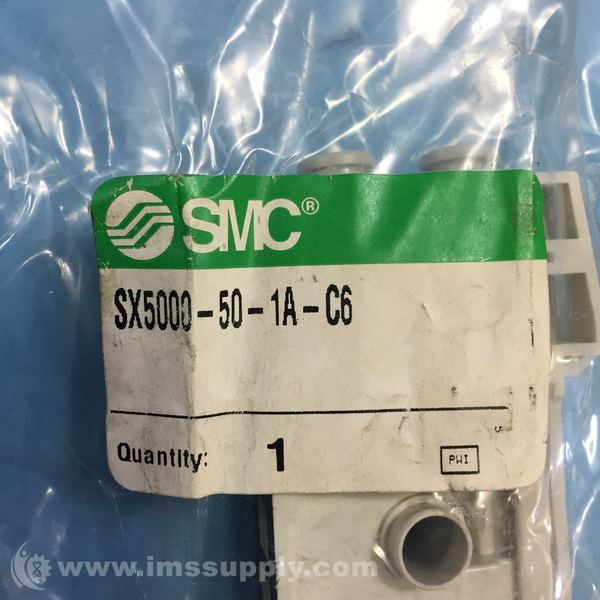 SMC®
SX5000-50-1A-C6
Quantity: 1
S
PWI
www.imssupply.com